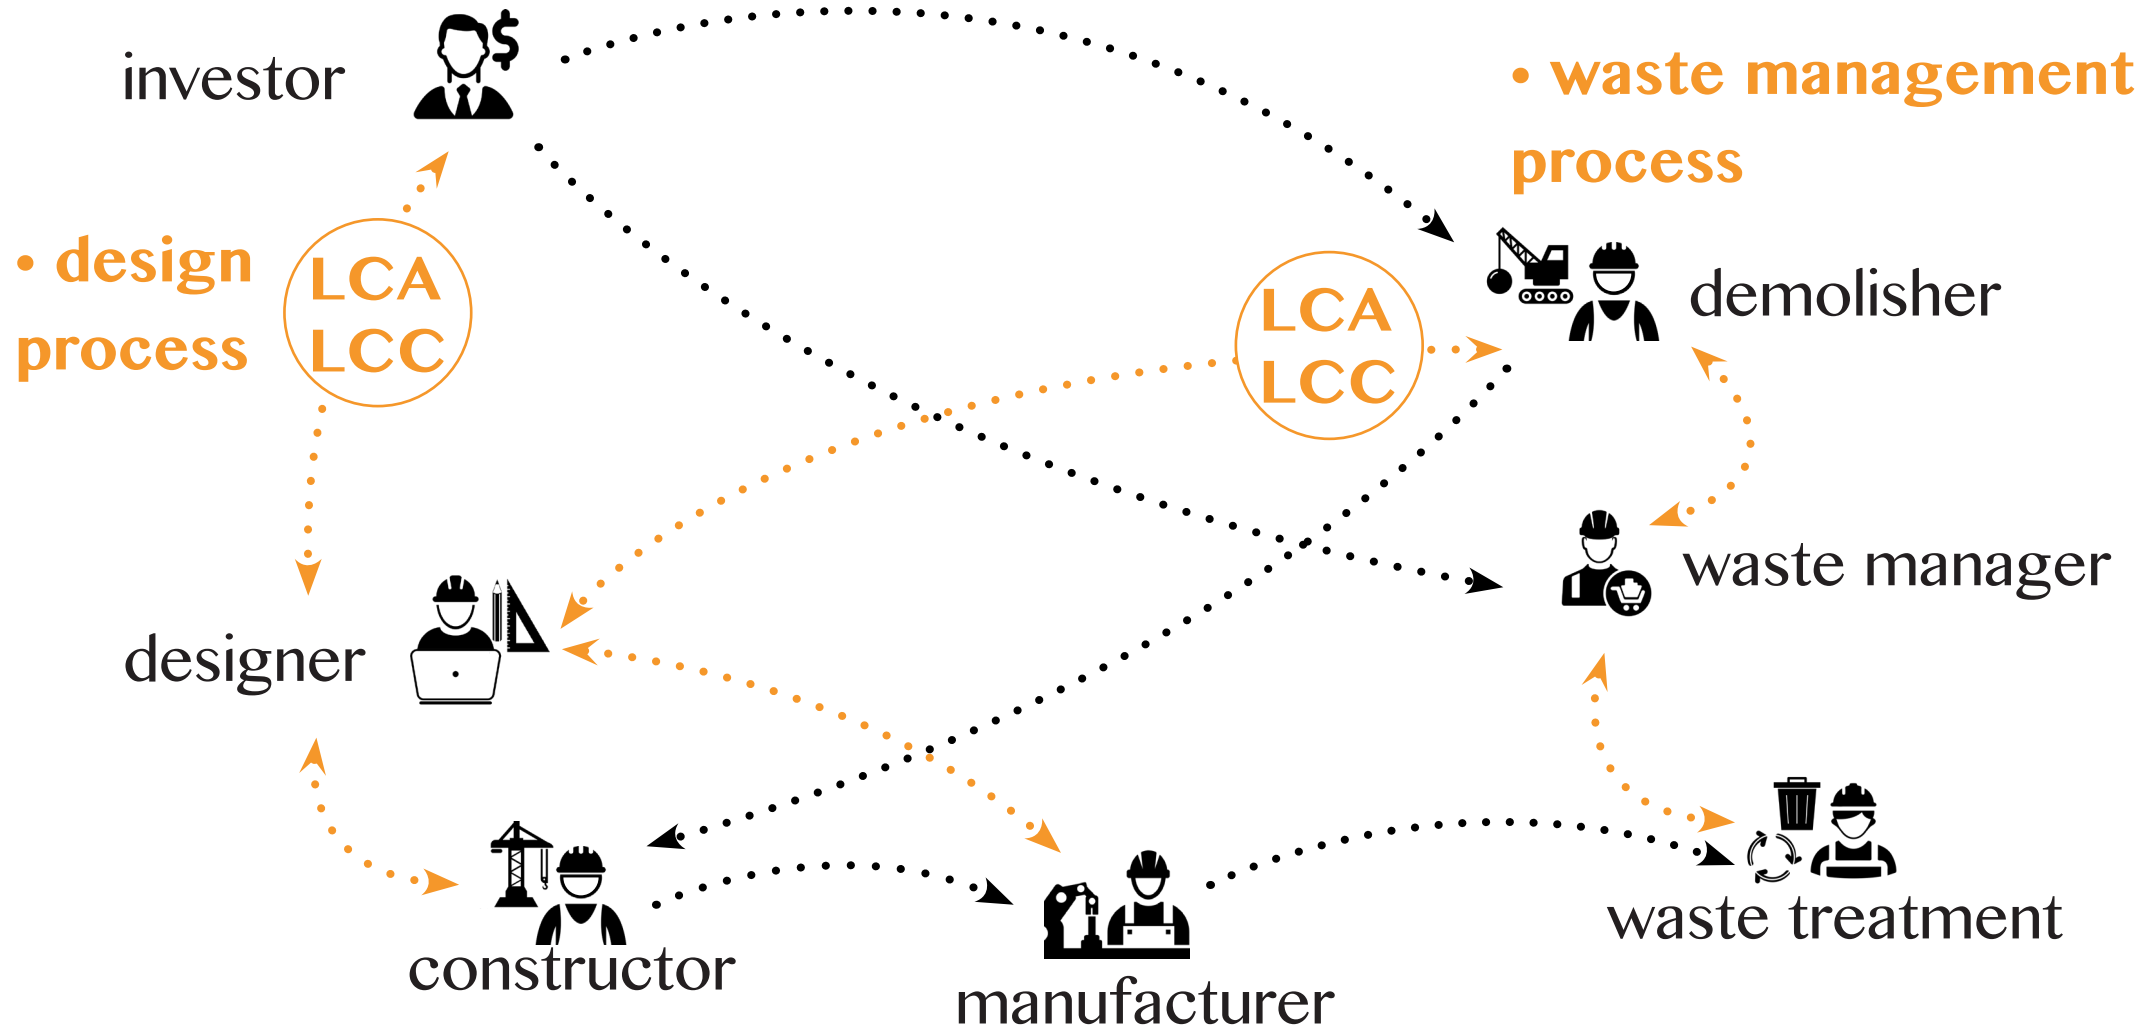 investor
• waste management
process
• design
process
LCA
LCC
LCA
LCC
demolisher
waste manager
designer
waste treatment
constructor
manufacturer